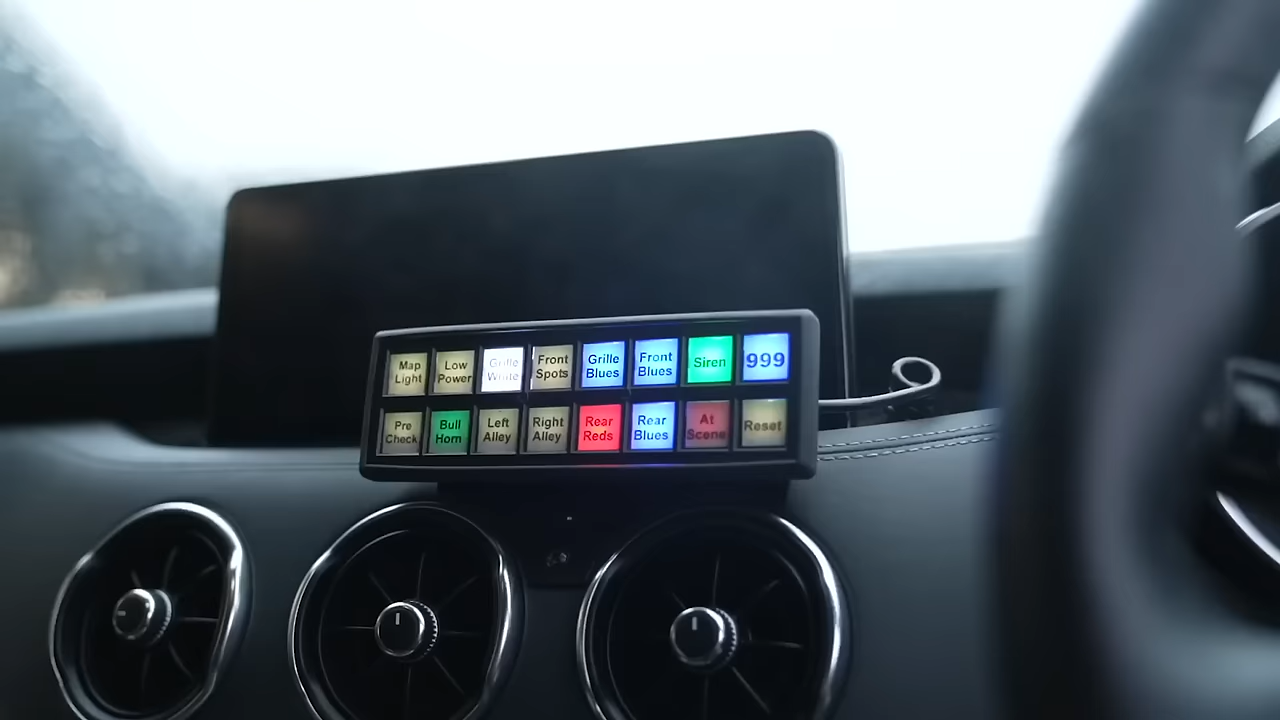 Map Light
Low Power
Grille White
Front Spots
Grille Blues
Front Blues
Siren
999
Pre Check
Bull Horn
Left Alley
Right Alley
Rear Reds
Rear Blues
At Scene
Reset